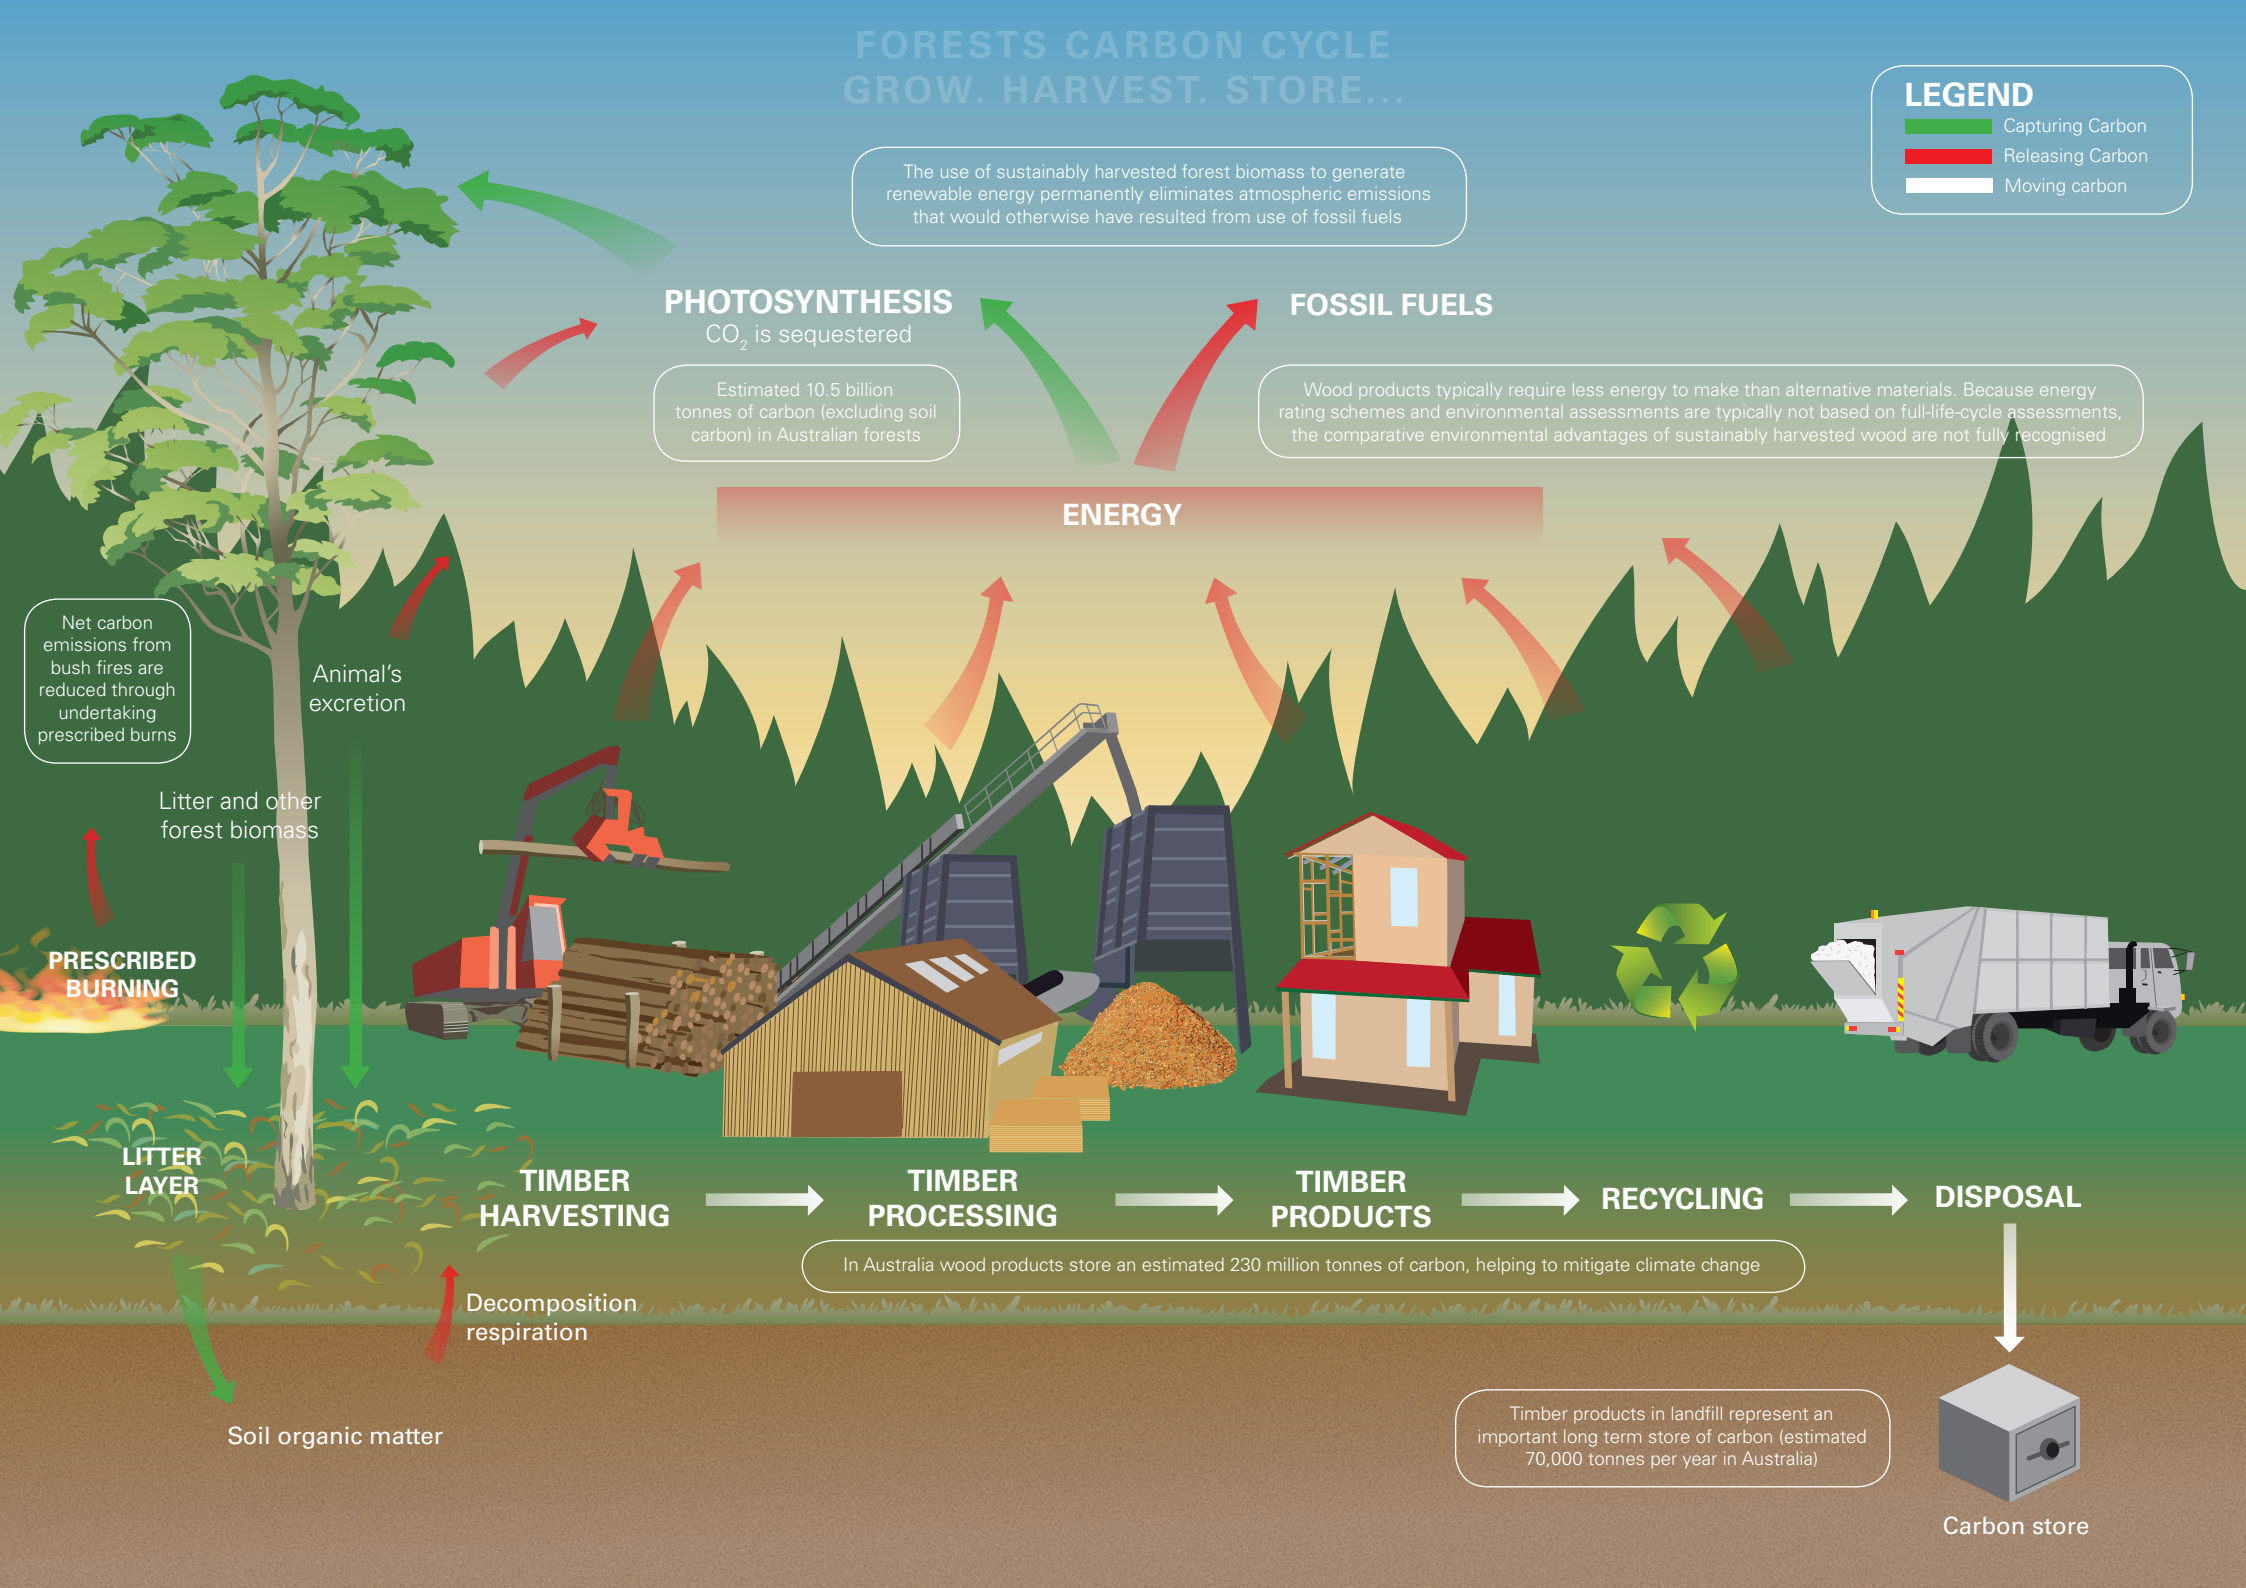 FORESTS CARBON CYCLE
GROW. HARVEST. STORE...
LEGEND
Capturing Carbon
Releasing Carbon
Moving carbon
The use of sustainably harvested forest biomass to generate
renewable energy permanently eliminates atmospheric emissions
that would otherwise have resulted from use of fossil fuels
PHOTOSYNTHESIS
CO2 is sequestered
Estimated 10.5 billion
tonnes of carbon (excluding soil
carbon) in Australian forests
FOSSIL FUELS
Wood products typically require less energy to make than alternative materials. Because energy
rating schemes and environmental assessments are typically not based on full-life-cycle assessments,
the comparative environmental advantages of sustainably harvested wood are not fully recognised
ENERGY
Net carbon
emissions from
bush fires are
reduced through
undertaking
prescribed burns
Animal's
excretion
Litter and other
forest biomass
PRESCRIBED
BURNING
LITTER
LAYER
TIMBER
HARVESTING
TIMBER
PROCESSING
TIMBER
PRODUCTS
RECYCLING
DISPOSAL
In Australia wood products store an estimated 230 million tonnes of carbon, helping to mitigate climate change
Decomposition
respiration
Soil organic matter
Timber products in landfill represent an
important long term store of carbon (estimated
70,000 tonnes per year in Australia)
Carbon store